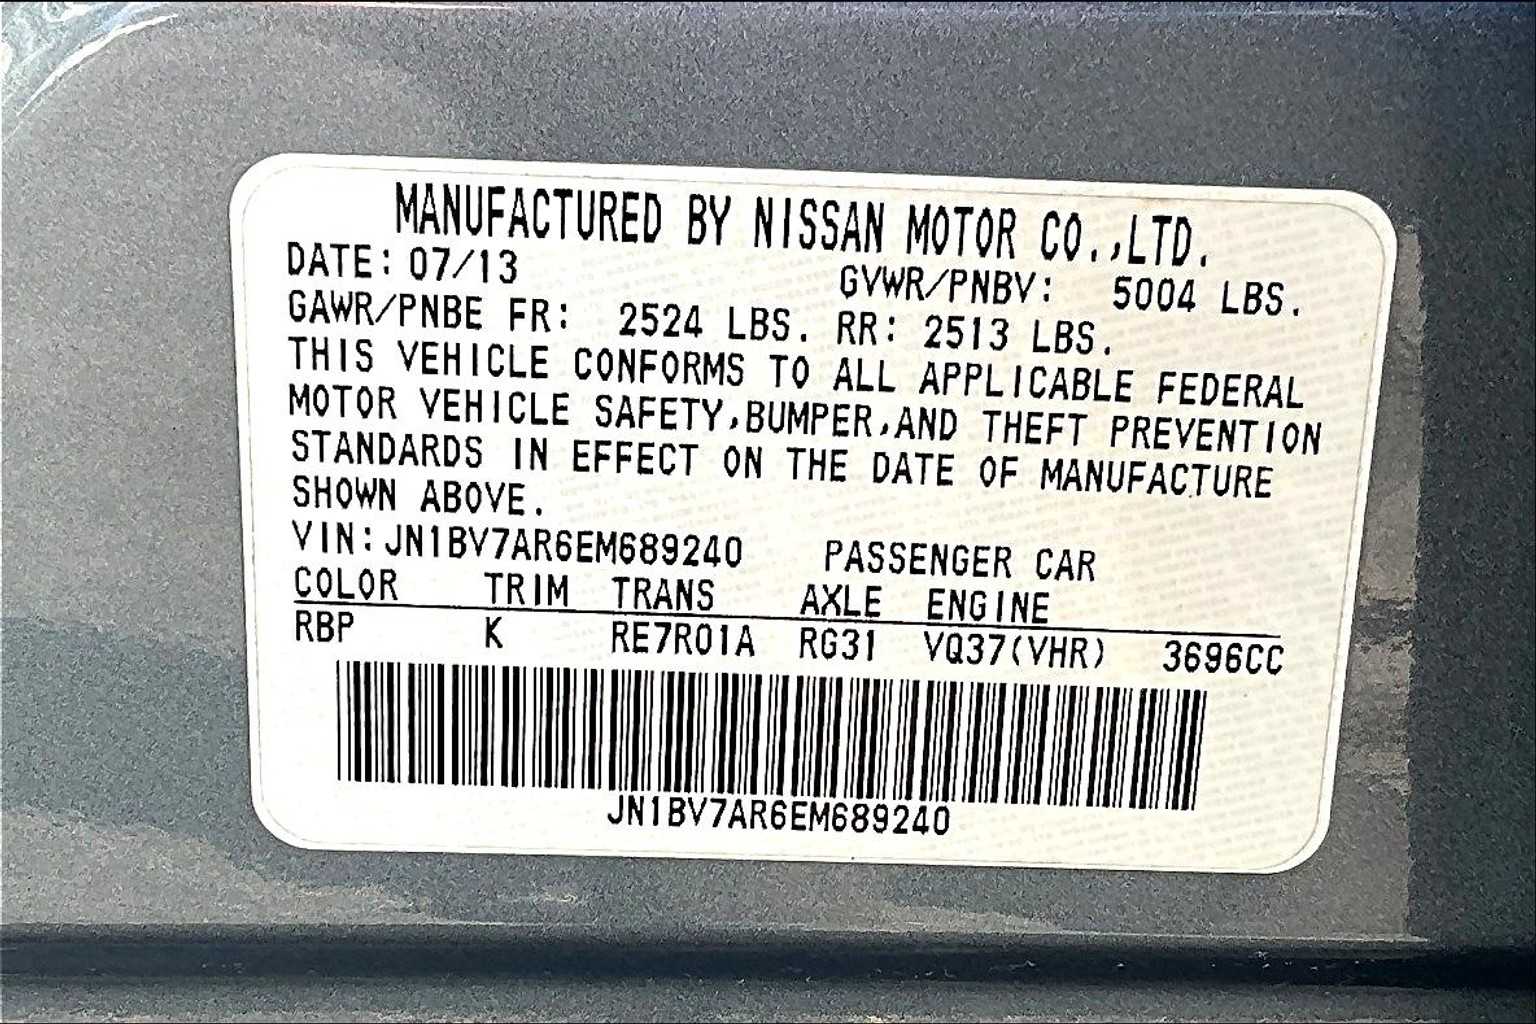 MANUFACTURED BY NISSAN MOTOR CO.,LTD.
DATE: 07/13 GVWR/PNBV: 5004 LBS.
GAWR/PNBE FR: 2524 LBS. RR: 2513 LBS.
THIS VEHICLE CONFORMS TO ALL APPLICABLE FEDERAL
MOTOR VEHICLE SAFETY,BUMPER,AND THEFT PREVENTION
STANDARDS IN EFFECT ON THE DATE OF MANUFACTURE
SHOWN ABOVE.
VIN: JN1BV7AR6EM689240 PASSENGER CAR
COLOR TRIM TRANS AXLE ENGINE
RBP K RE7R01A RG31 VQ37(VHR) 3696CC
JN1BV7AR6EM689240